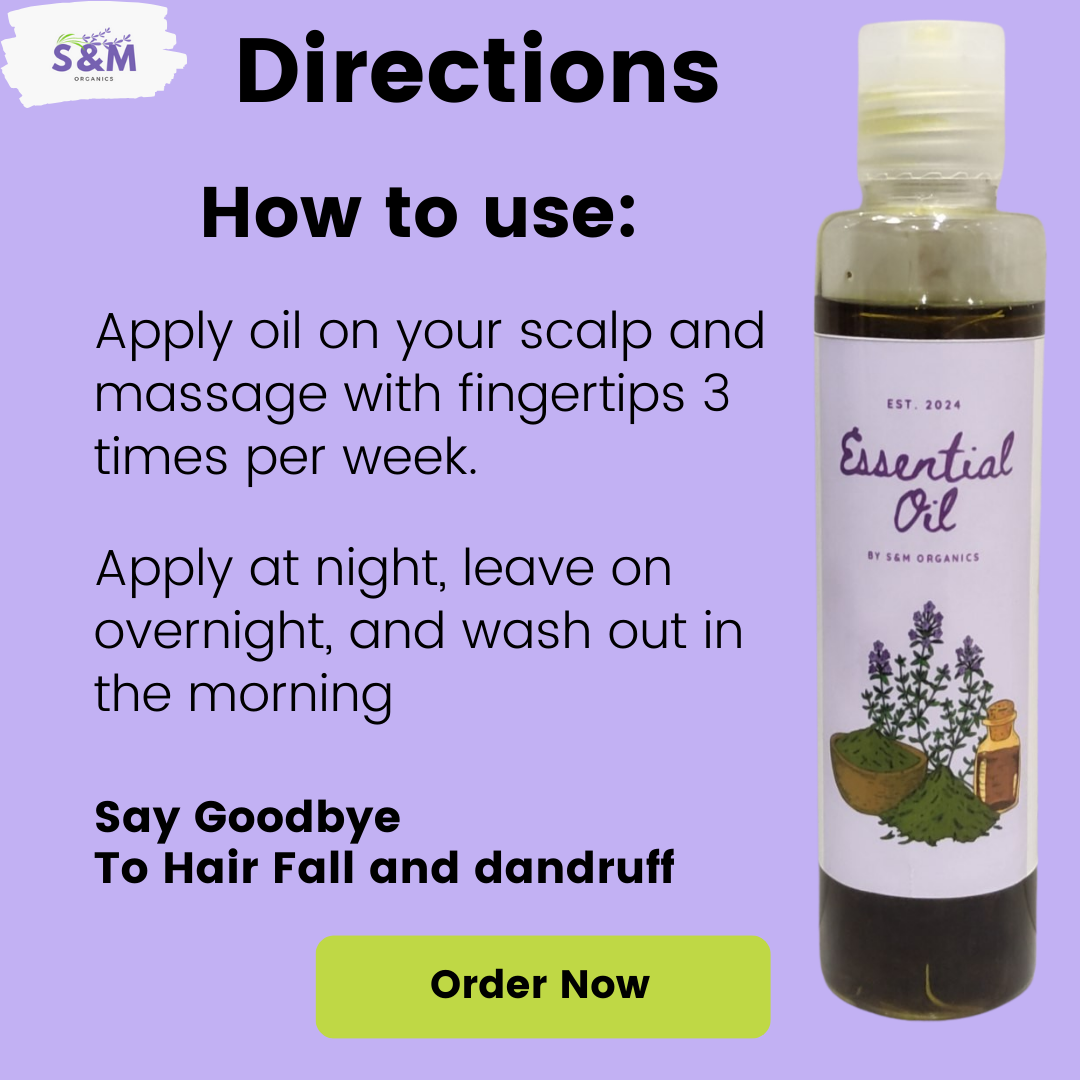 S&M
ORGANICS
Directions
How to use:
Apply oil on your scalp and
massage with fingertips 3
times per week.
Apply at night, leave on
overnight, and wash out in
the morning
Say Goodbye
To Hair Fall and dandruff
Order Now
EST. 2024
Essential
Oil
BY S&M ORGANICS